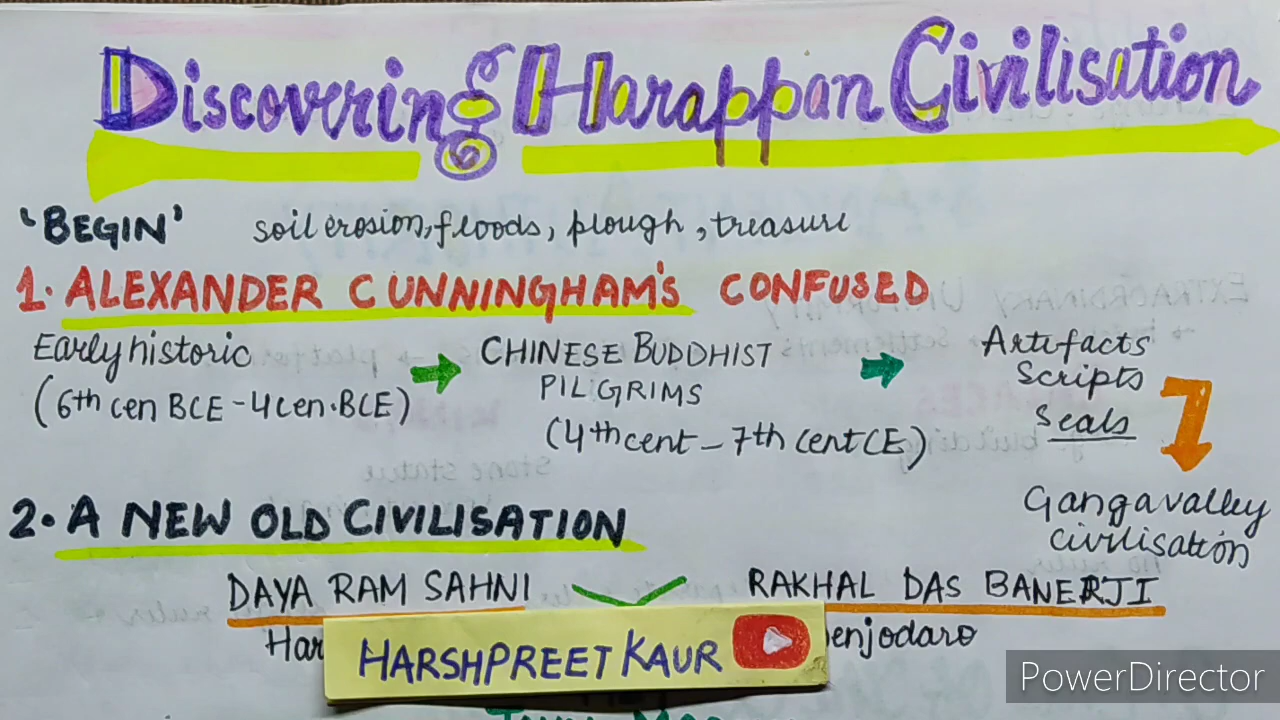 Discovering Harappan Civilisation
'BEGIN' soil erosion, floods, plough, treasure
1. ALEXANDER CUNNINGHAM'S CONFUSED
Early historic
(6th cen BCE - 4 cen. BCE)
CHINESE BUDDHIST
PILGRIMS
(4th cent - 7th cent CE)
Artifacts
Scripts
Seals
Ganga valley
civilisation
2. A NEW OLD CIVILISATION
DAYA RAM SAHNI
Har
RAKHAL DAS BANERJI
enjodaro
HARSHPREET KAUR
PowerDirector